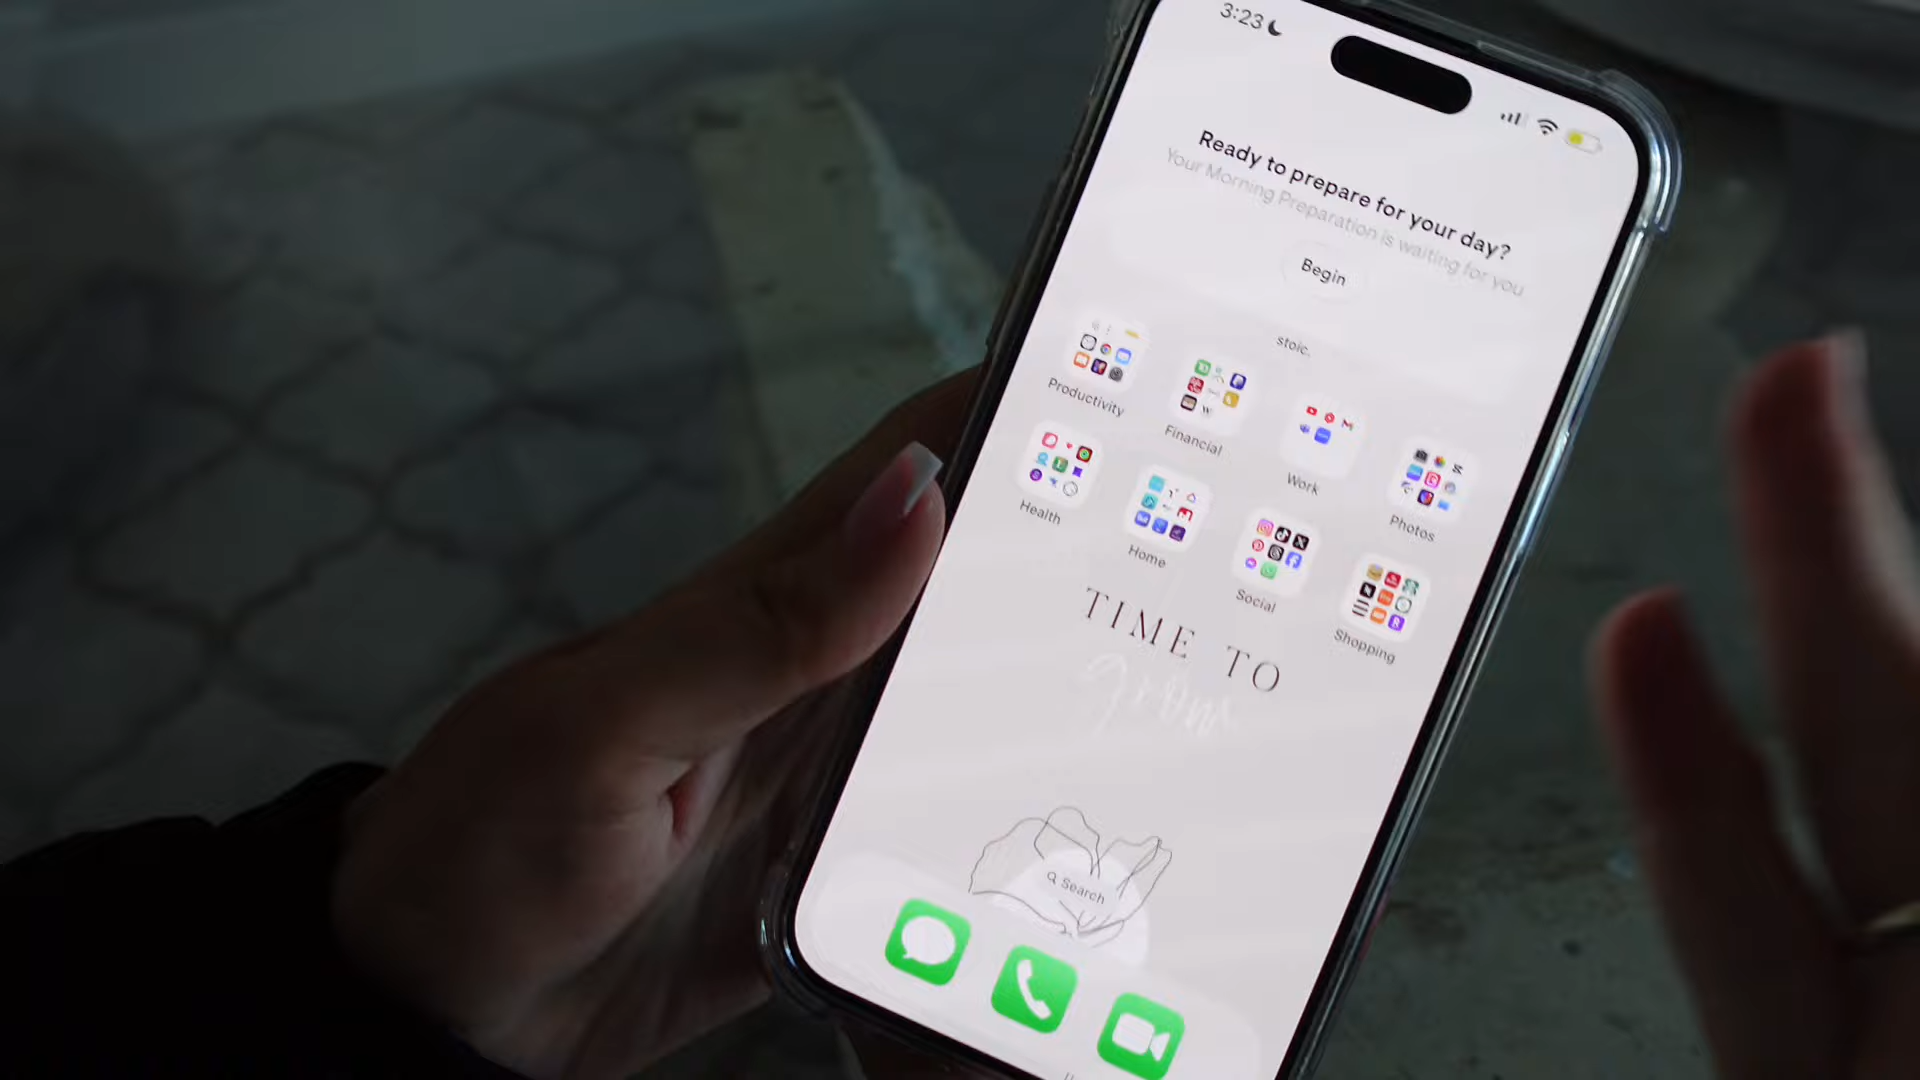 3:23
Ready to prepare for your day?
Your Morning Preparation is waiting for you
Begin
stoic.
Productivity
Financial
Work
Photos
Health
Home
Social
Shopping
TIME TO
grow
Search